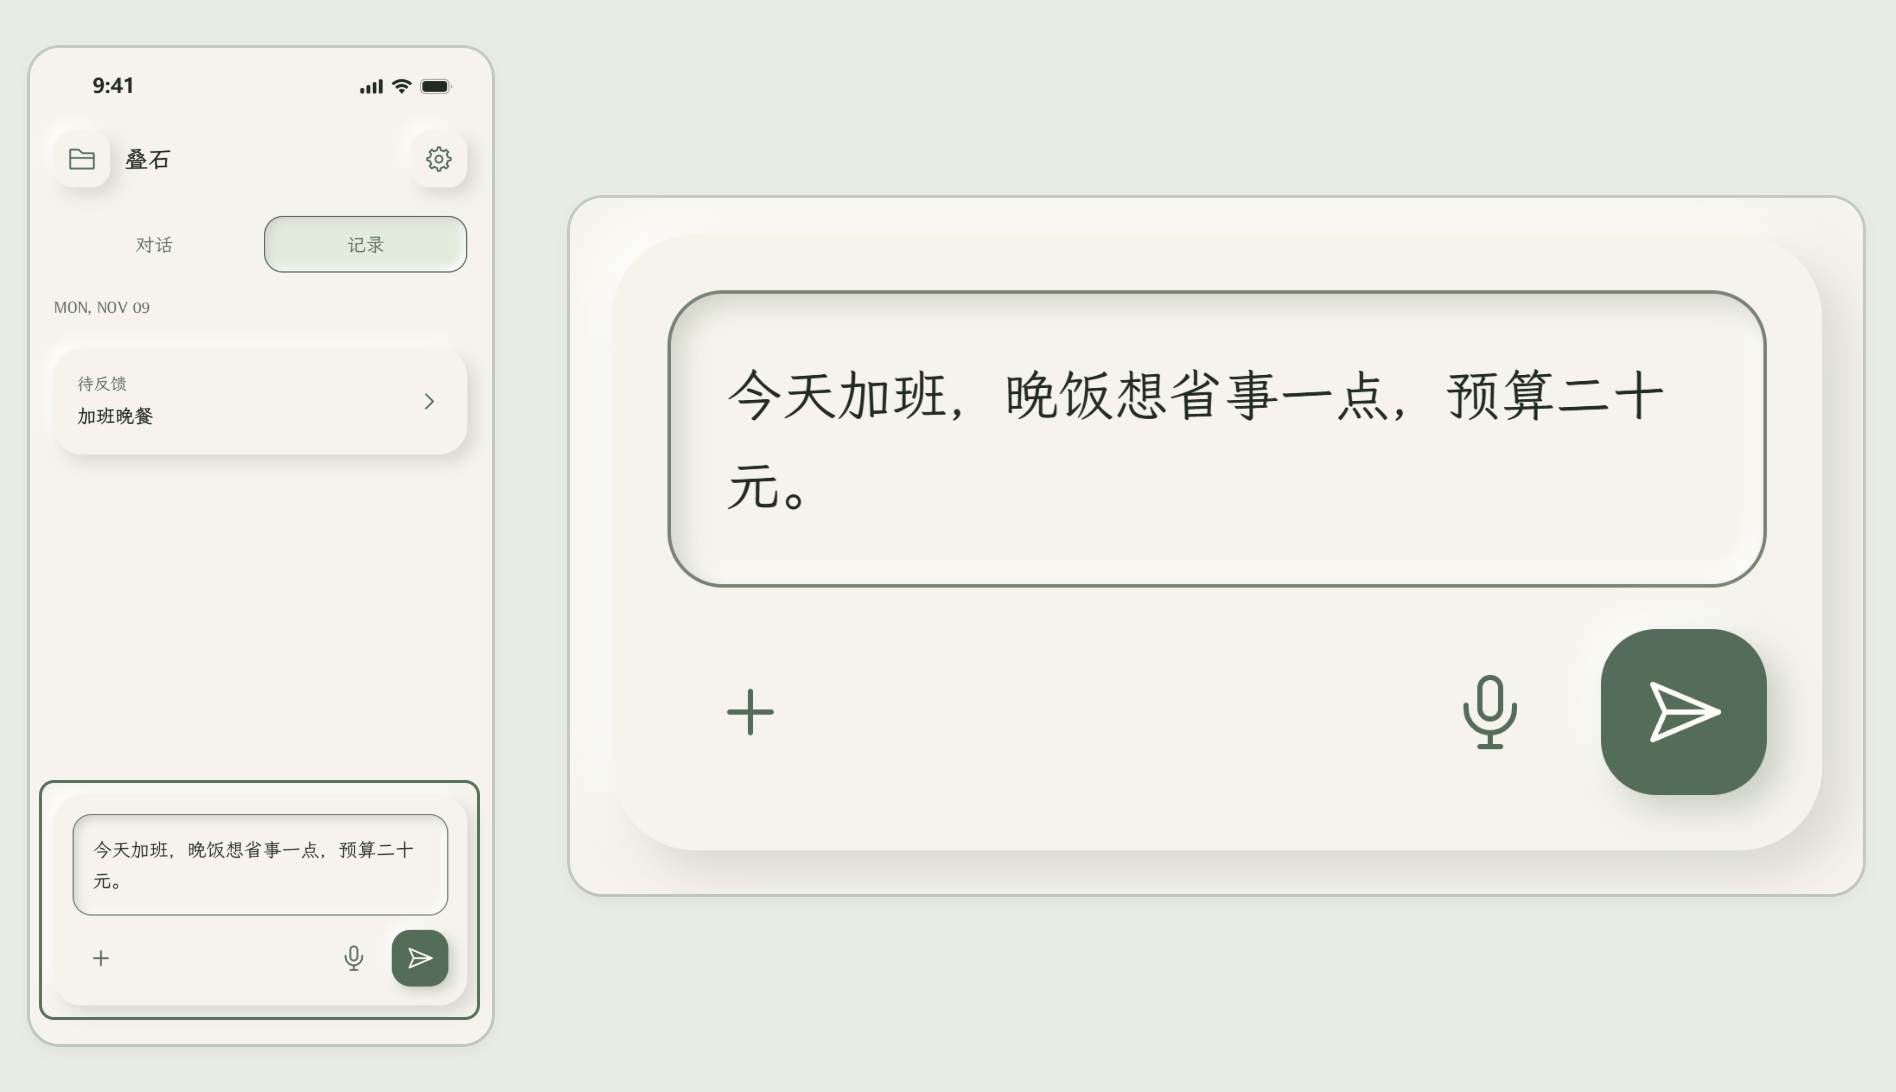 9:41
叠石
对话
记录
MON, NOV 09
待反馈
加班晚餐
今天加班，晚饭想省事一点，预算二十
元。
今天加班，晚饭想省事一点，预算二十
元。